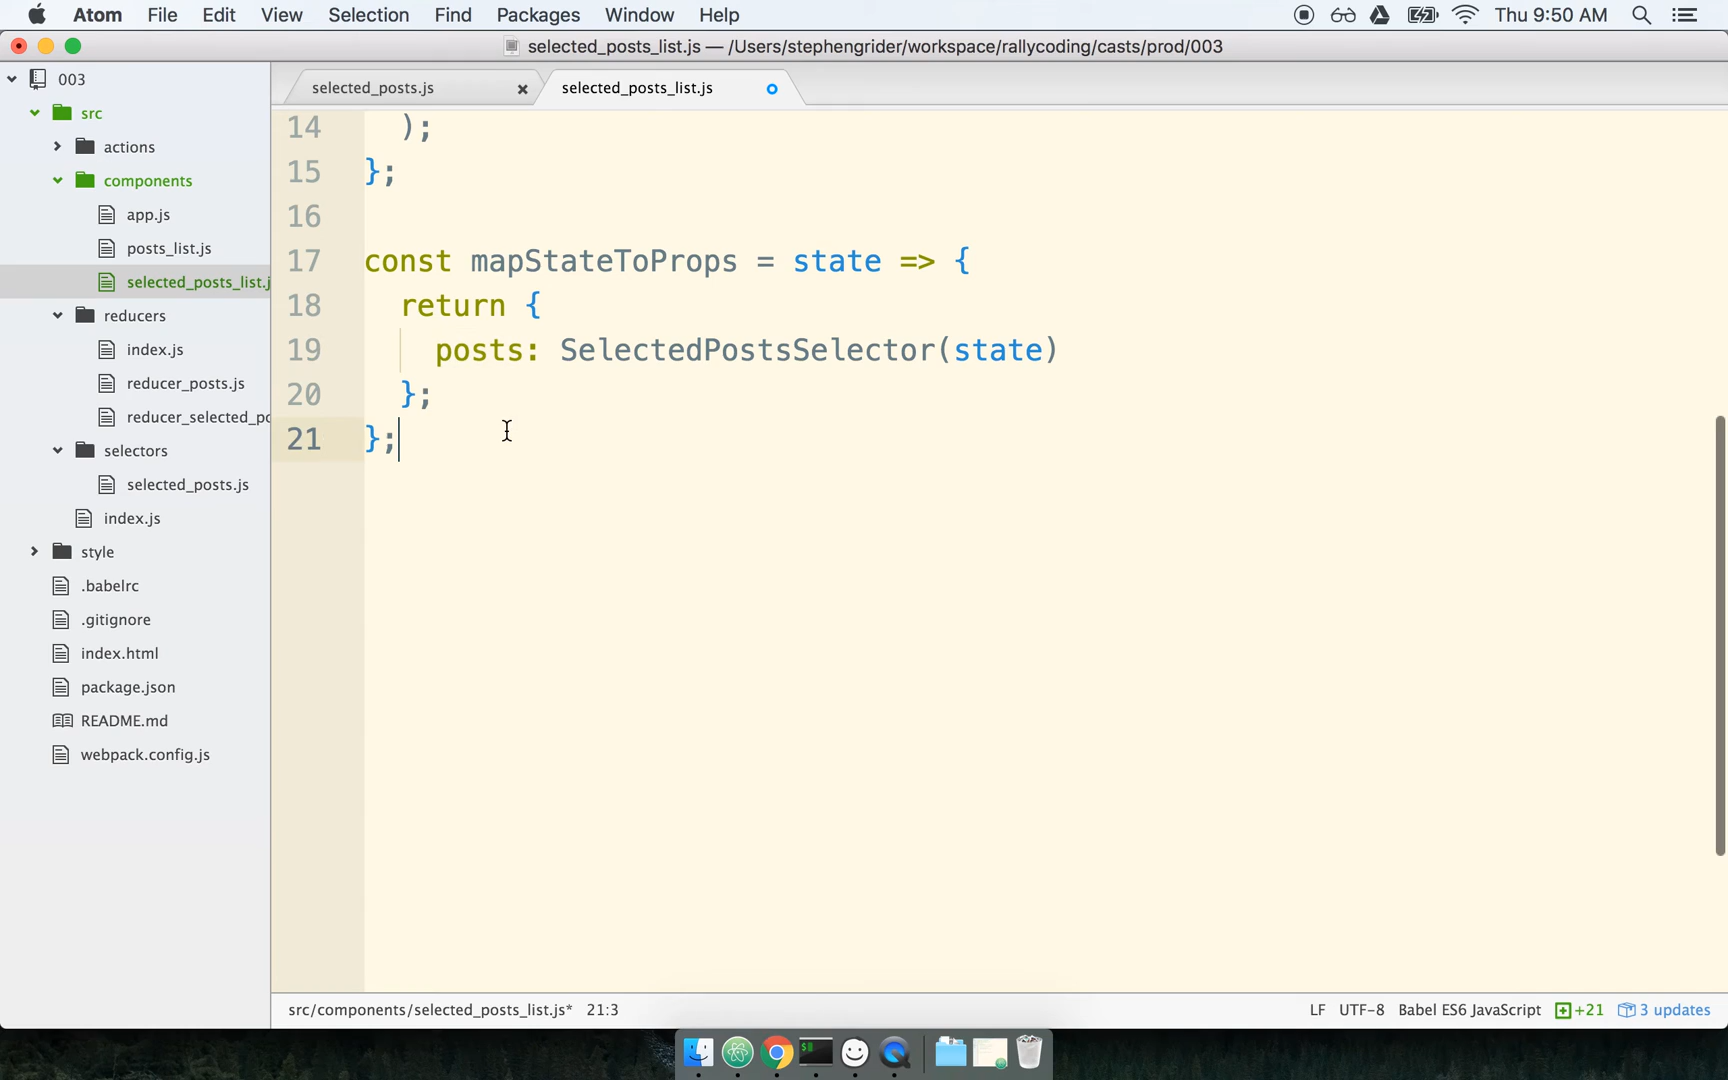 Atom File Edit View Selection Find Packages Window Help Thu 9:50 AM
selected_posts_list.js — /Users/stephengrider/workspace/rallycoding/casts/prod/003
003
src
actions
components
app.js
posts_list.js
selected_posts_list.j
reducers
index.js
reducer_posts.js
reducer_selected_po
selectors
selected_posts.js
index.js
style
.babelrc
.gitignore
index.html
package.json
README.md
webpack.config.js
selected_posts.js selected_posts_list.js
14 );
15 };
16
17 const mapStateToProps = state => {
18 return {
19 posts: SelectedPostsSelector(state)
20 };
21 };
src/components/selected_posts_list.js* 21:3 LF UTF-8 Babel ES6 JavaScript +21 3 updates